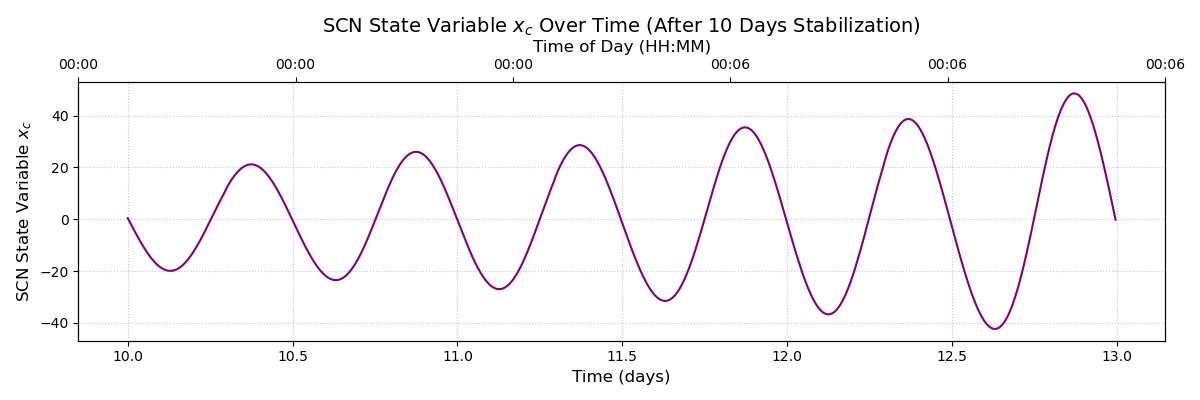 SCN State Variable x_c Over Time (After 10 Days Stabilization)
Time of Day (HH:MM)
00:00 00:00 00:00 00:06 00:06 00:06
SCN State Variable x_c
40
20
0
−20
−40
10.0 10.5 11.0 11.5 12.0 12.5 13.0
Time (days)